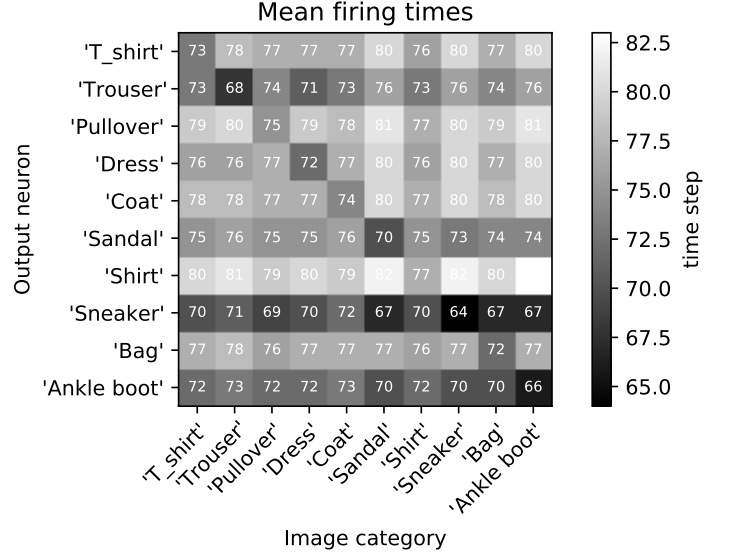 Mean firing times
'T_shirt' 73 78 77 77 77 80 76 80 77 80
'Trouser' 73 68 74 71 73 76 73 76 74 76
'Pullover' 79 80 75 79 78 81 77 80 79 81
'Dress' 76 76 77 72 77 80 76 80 77 80
'Coat' 78 78 77 77 74 80 77 80 78 80
'Sandal' 75 76 75 75 76 70 75 73 74 74
'Shirt' 80 81 79 80 79 82 77 82 80
'Sneaker' 70 71 69 70 72 67 70 64 67 67
'Bag' 77 78 76 77 77 77 76 77 72 77
'Ankle boot' 72 73 72 72 73 70 72 70 70 66
'T_shirt'
'Trouser'
'Pullover'
'Dress'
'Coat'
'Sandal'
'Shirt'
'Sneaker'
'Bag'
'Ankle boot'
Image category
Output neuron
82.5
80.0
77.5
75.0
72.5
70.0
67.5
65.0
time step